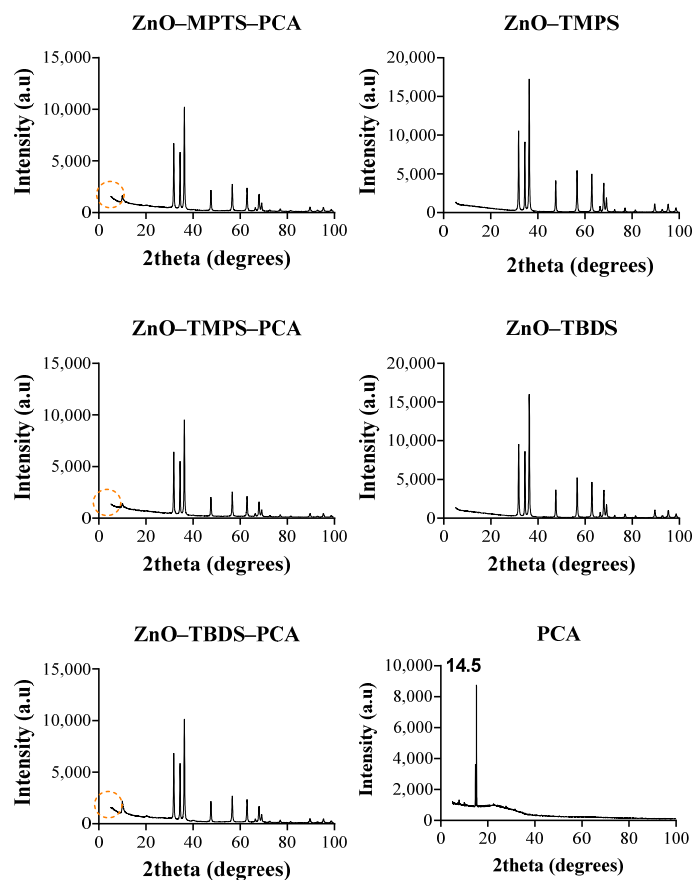 ZnO–MPTS–PCA
Intensity (a.u)
15,000
10,000
5,000
0
0 20 40 60 80 100
2theta (degrees)
ZnO–TMPS
Intensity (a.u)
20,000
15,000
10,000
5,000
0
0 20 40 60 80 100
2theta (degrees)
ZnO–TMPS–PCA
Intensity (a.u)
15,000
10,000
5,000
0
0 20 40 60 80 100
2theta (degrees)
ZnO–TBDS
Intensity (a.u)
20,000
15,000
10,000
5,000
0
0 20 40 60 80 100
2theta (degrees)
ZnO–TBDS–PCA
Intensity (a.u)
15,000
10,000
5,000
0
0 20 40 60 80 100
2theta (degrees)
PCA
Intensity (a.u)
10,000
8,000
6,000
4,000
2,000
0
14.5
0 20 40 60 80 100
2theta (degrees)